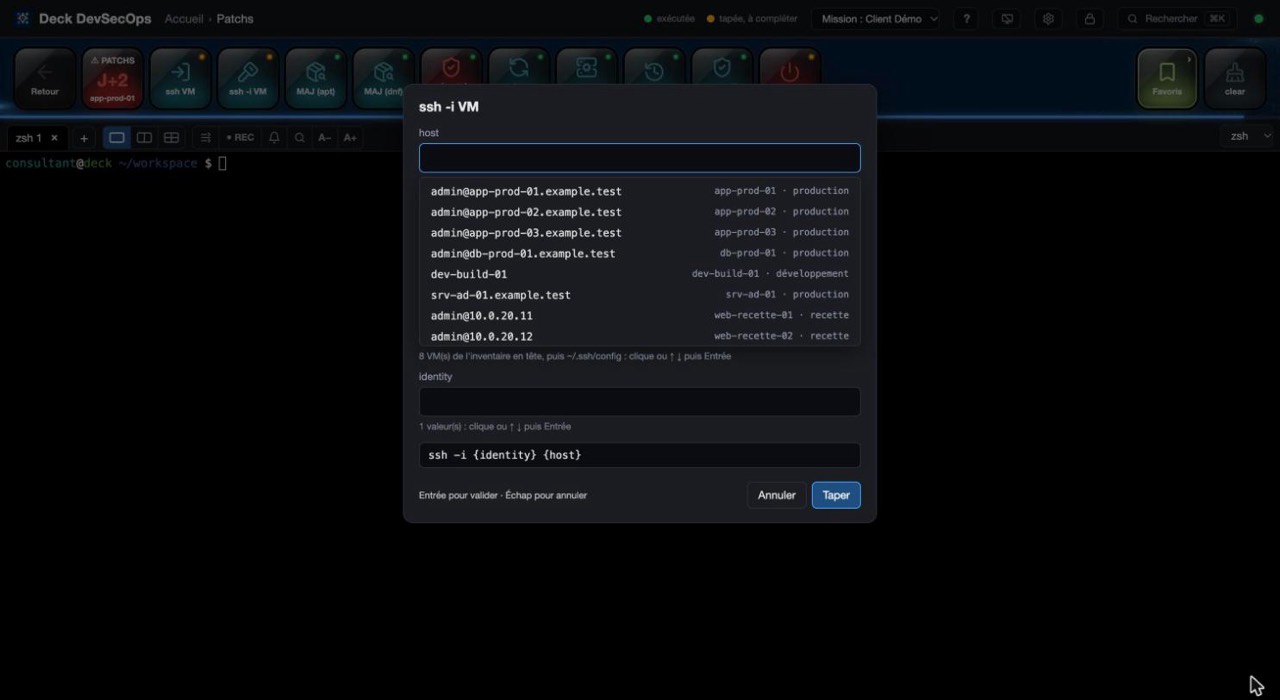 Deck DevSecOps Accueil › Patchs
exécutée tapée, à compléter Mission : Client Démo ? Rechercher ⌘K
Retour
⚠ PATCHS
J+2
app-prod-01
ssh VM
ssh -i VM
MAJ (apt)
MAJ (dnf)
Favoris
clear
zsh 1 × + • REC A− A+ zsh
consultant@deck ~/workspace $
ssh -i VM
host
admin@app-prod-01.example.test app-prod-01 · production
admin@app-prod-02.example.test app-prod-02 · production
admin@app-prod-03.example.test app-prod-03 · production
admin@db-prod-01.example.test db-prod-01 · production
dev-build-01 dev-build-01 · développement
srv-ad-01.example.test srv-ad-01 · production
admin@10.0.20.11 web-recette-01 · recette
admin@10.0.20.12 web-recette-02 · recette
8 VM(s) de l'inventaire en tête, puis ~/.ssh/config : clique ou ↑ ↓ puis Entrée
identity
1 valeur(s) : clique ou ↑ ↓ puis Entrée
ssh -i {identity} {host}
Entrée pour valider · Échap pour annuler Annuler Taper